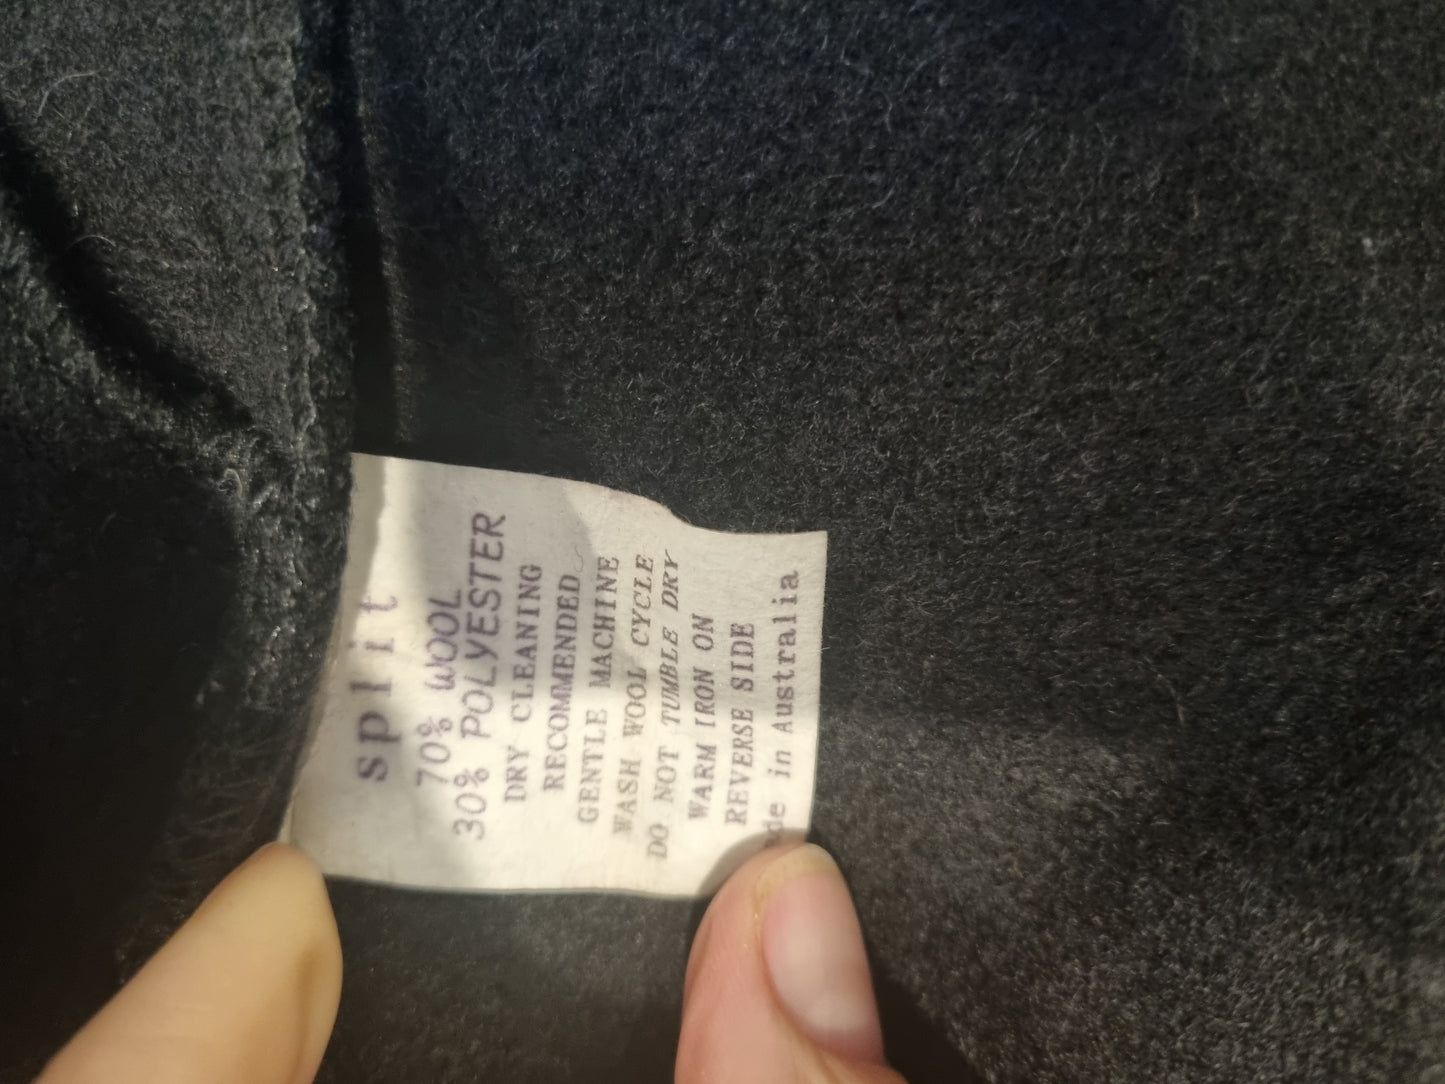 split
70% WOOL
30% POLYESTER
DRY CLEANING
RECOMMENDED
GENTLE MACHINE
WASH WOOL CYCLE
DO NOT TUMBLE DRY
WARM IRON ON
REVERSE SIDE
de in Australia